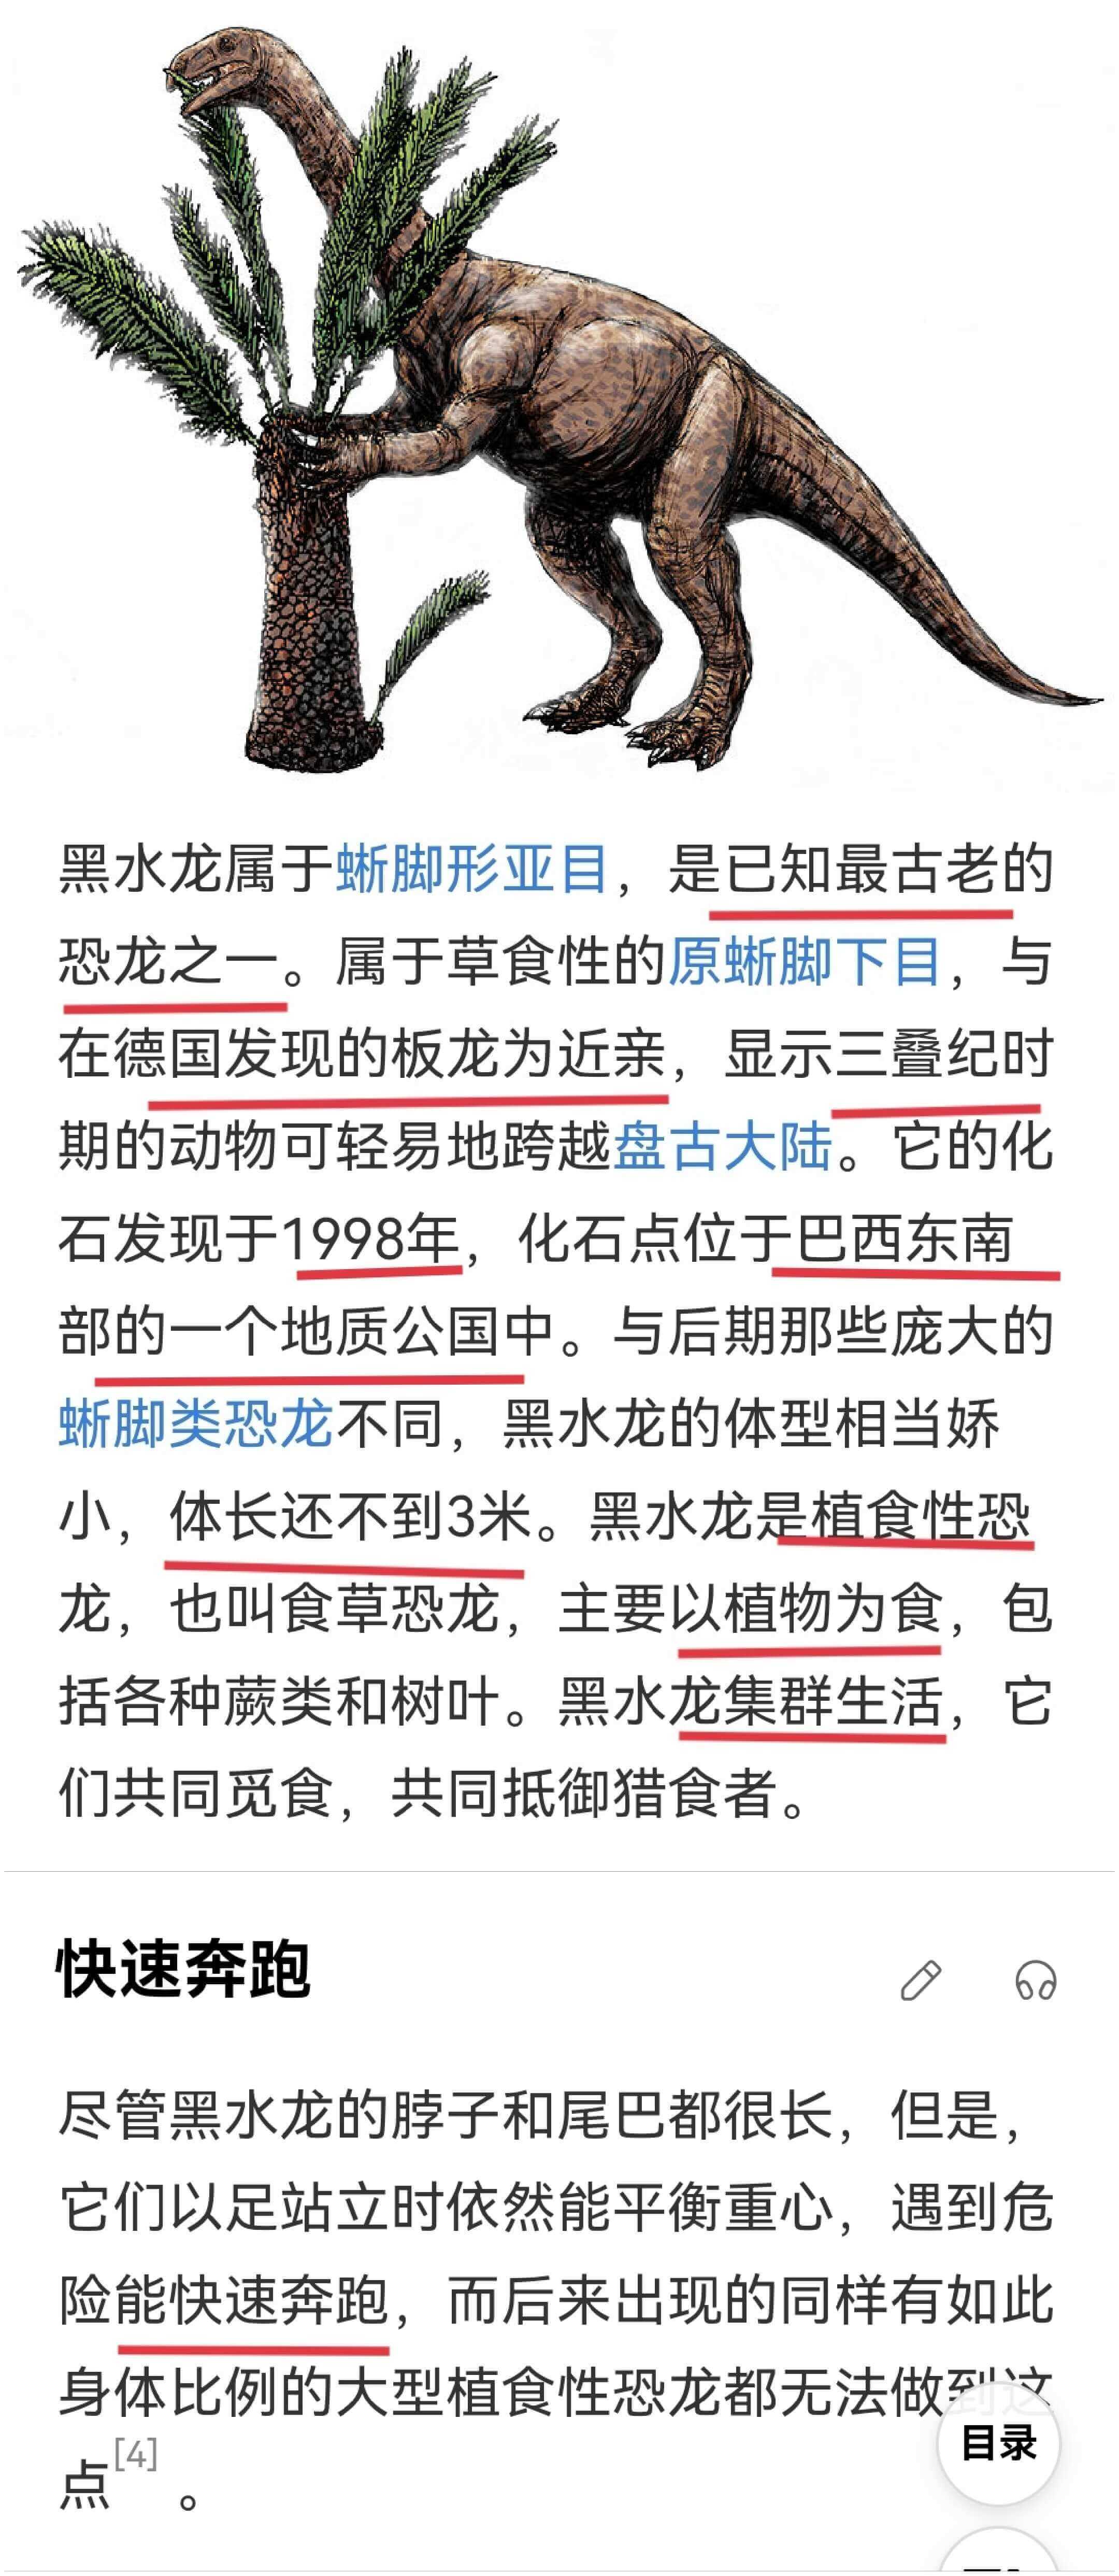 黑水龙属于蜥脚形亚目，是已知最古老的
恐龙之一。属于草食性的原蜥脚下目，与
在德国发现的板龙为近亲，显示三叠纪时
期的动物可轻易地跨越盘古大陆。它的化
石发现于1998年，化石点位于巴西东南
部的一个地质公国中。与后期那些庞大的
蜥脚类恐龙不同，黑水龙的体型相当娇
小，体长还不到3米。黑水龙是植食性恐
龙，也叫食草恐龙，主要以植物为食，包
括各种蕨类和树叶。黑水龙集群生活，它
们共同觅食，共同抵御猎食者。
快速奔跑
尽管黑水龙的脖子和尾巴都很长，但是，
它们以足站立时依然能平衡重心，遇到危
险能快速奔跑，而后来出现的同样有如此
身体比例的大型植食性恐龙都无法做到这
点[4]。
目录